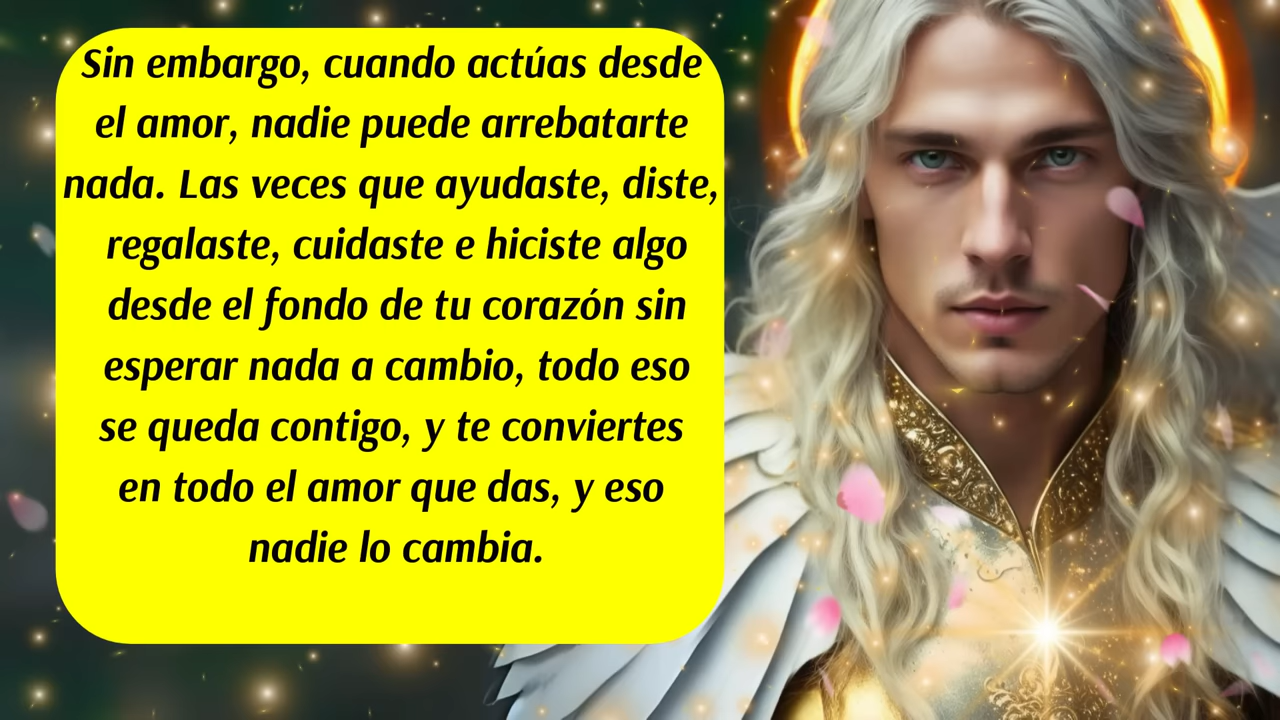 Sin embargo, cuando actúas desde
el amor, nadie puede arrebatarte
nada. Las veces que ayudaste, diste,
regalaste, cuidaste e hiciste algo
desde el fondo de tu corazón sin
esperar nada a cambio, todo eso
se queda contigo, y te conviertes
en todo el amor que das, y eso
nadie lo cambia.